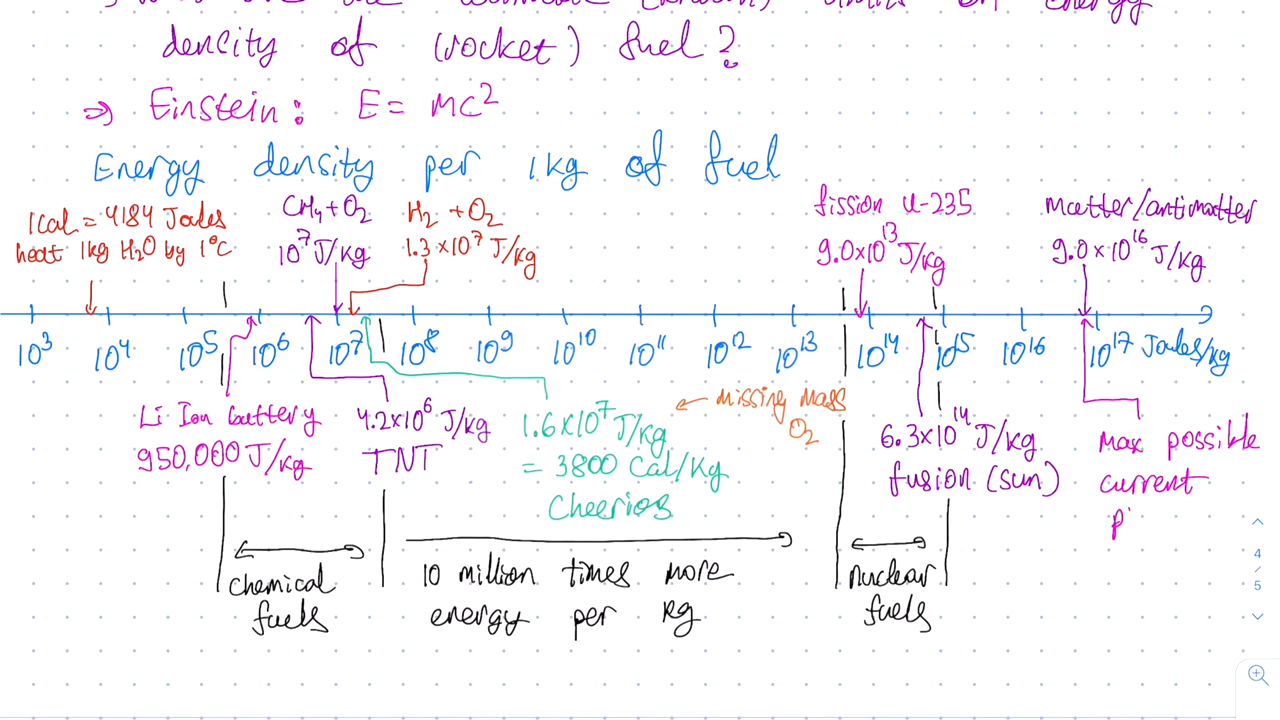 density of (rocket) fuel?
⇒ Einstein: E = mc²
Energy density per 1kg of fuel
1Cal = 4184 Joules
heat 1kg H₂O by 1°C
CH₄ + O₂
10⁷ J/kg
H₂ + O₂
1.3 × 10⁷ J/kg
fission U-235
9.0 × 10¹³ J/kg
matter/antimatter
9.0 × 10¹⁶ J/kg
10³ 10⁴ 10⁵ 10⁶ 10⁷ 10⁸ 10⁹ 10¹⁰ 10¹¹ 10¹² 10¹³ 10¹⁴ 10¹⁵ 10¹⁶ 10¹⁷ Joules/kg
Li Ion battery
950,000 J/kg
4.2×10⁶ J/kg
TNT
1.6×10⁷ J/kg
= 3800 Cal/kg
Cheerios
← missing mass
O₂
6.3×10¹⁴ J/kg
fusion (sun)
max possible
current
p
chemical
fuels
10 million times more
energy per kg
nuclear
fuels
4
/
5